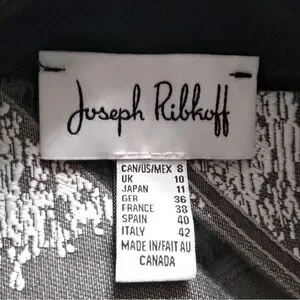 Joseph Ribkoff
CAN/US/MEX 8
UK 10
JAPAN 11
GER 36
FRANCE 38
SPAIN 40
ITALY 42
MADE IN/FAIT AU
CANADA